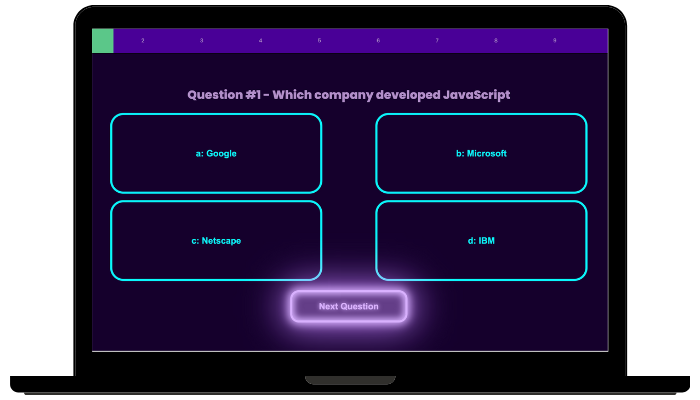 2 3 4 5 6 7 8 9
Question #1 - Which company developed JavaScript
a: Google
b: Microsoft
c: Netscape
d: IBM
Next Question